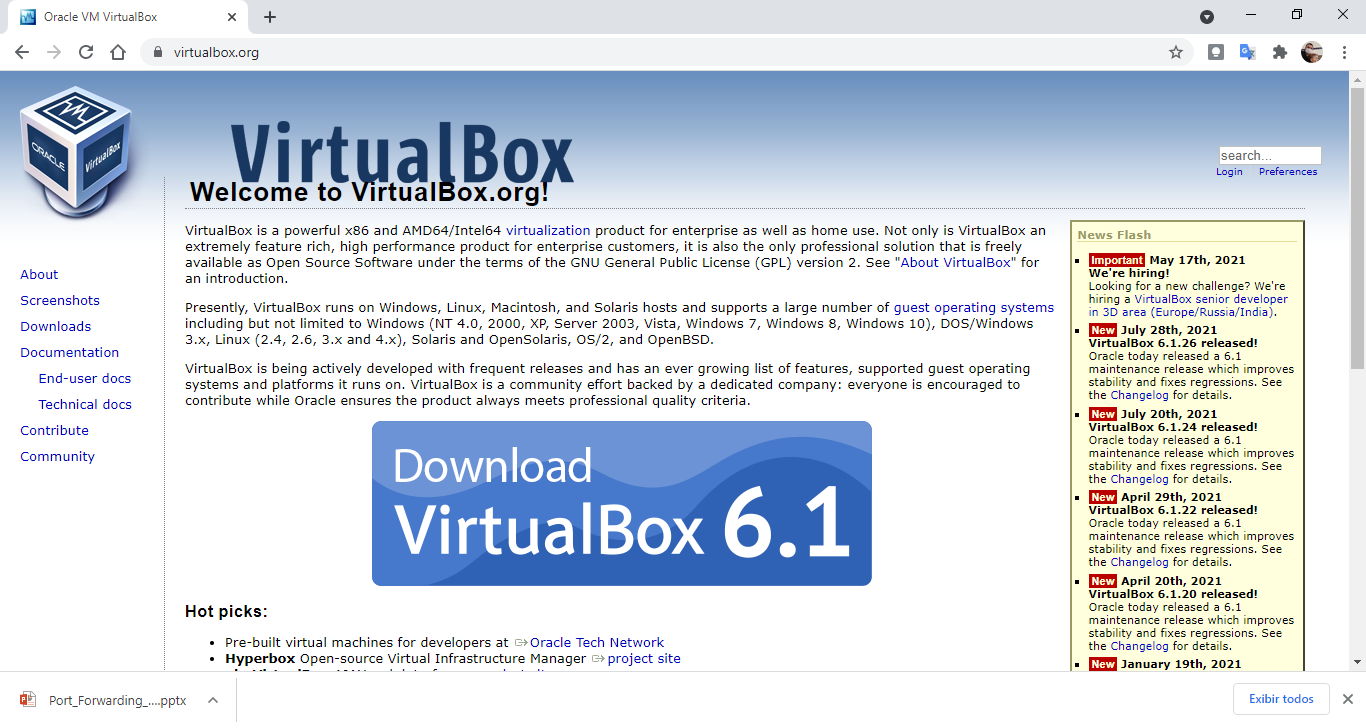 Oracle VM VirtualBox
virtualbox.org
ORACLE
VirtualBox
VirtualBox
search...
Login Preferences
Welcome to VirtualBox.org!
About
Screenshots
Downloads
Documentation
End-user docs
Technical docs
Contribute
Community
VirtualBox is a powerful x86 and AMD64/Intel64 virtualization product for enterprise as well as home use. Not only is VirtualBox an
extremely feature rich, high performance product for enterprise customers, it is also the only professional solution that is freely
available as Open Source Software under the terms of the GNU General Public License (GPL) version 2. See "About VirtualBox" for
an introduction.
Presently, VirtualBox runs on Windows, Linux, Macintosh, and Solaris hosts and supports a large number of guest operating systems
including but not limited to Windows (NT 4.0, 2000, XP, Server 2003, Vista, Windows 7, Windows 8, Windows 10), DOS/Windows
3.x, Linux (2.4, 2.6, 3.x and 4.x), Solaris and OpenSolaris, OS/2, and OpenBSD.
VirtualBox is being actively developed with frequent releases and has an ever growing list of features, supported guest operating
systems and platforms it runs on. VirtualBox is a community effort backed by a dedicated company: everyone is encouraged to
contribute while Oracle ensures the product always meets professional quality criteria.
Download
VirtualBox 6.1
Hot picks:
Pre-built virtual machines for developers at Oracle Tech Network
Hyperbox Open-source Virtual Infrastructure Manager project site
News Flash
Important May 17th, 2021
We're hiring!
Looking for a new challenge? We're
hiring a VirtualBox senior developer
in 3D area (Europe/Russia/India).
New July 28th, 2021
VirtualBox 6.1.26 released!
Oracle today released a 6.1
maintenance release which improves
stability and fixes regressions. See
the Changelog for details.
New July 20th, 2021
VirtualBox 6.1.24 released!
Oracle today released a 6.1
maintenance release which improves
stability and fixes regressions. See
the Changelog for details.
New April 29th, 2021
VirtualBox 6.1.22 released!
Oracle today released a 6.1
maintenance release which improves
stability and fixes regressions. See
the Changelog for details.
New April 20th, 2021
VirtualBox 6.1.20 released!
Oracle today released a 6.1
maintenance release which improves
stability and fixes regressions. See
the Changelog for details.
New January 19th, 2021
Port_Forwarding_....pptx
Exibir todos